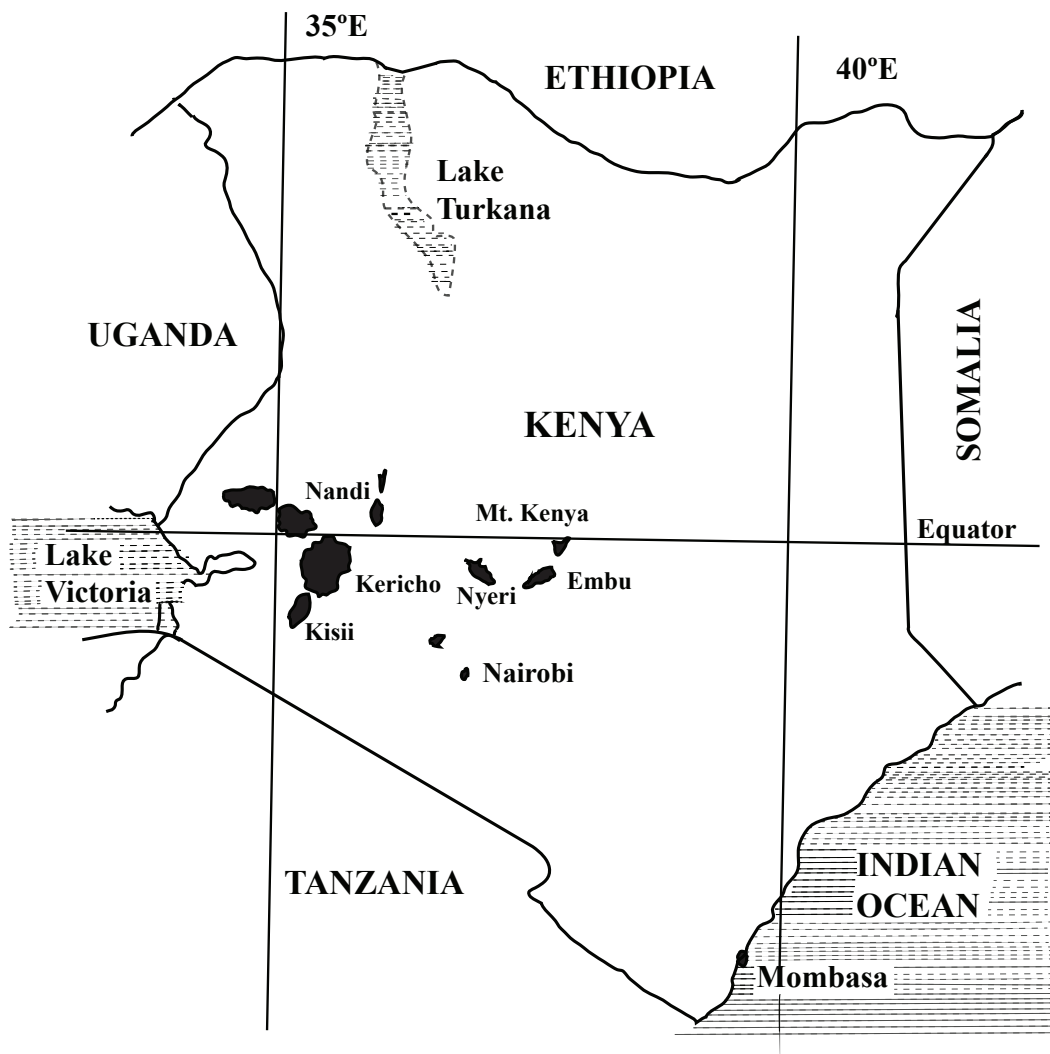 35ºE
ETHIOPIA
40ºE
Lake
Turkana
UGANDA
SOMALIA
KENYA
Nandi
Mt. Kenya
Equator
Lake
Victoria
Kericho
Nyeri
Embu
Kisii
Nairobi
TANZANIA
INDIAN
OCEAN
Mombasa